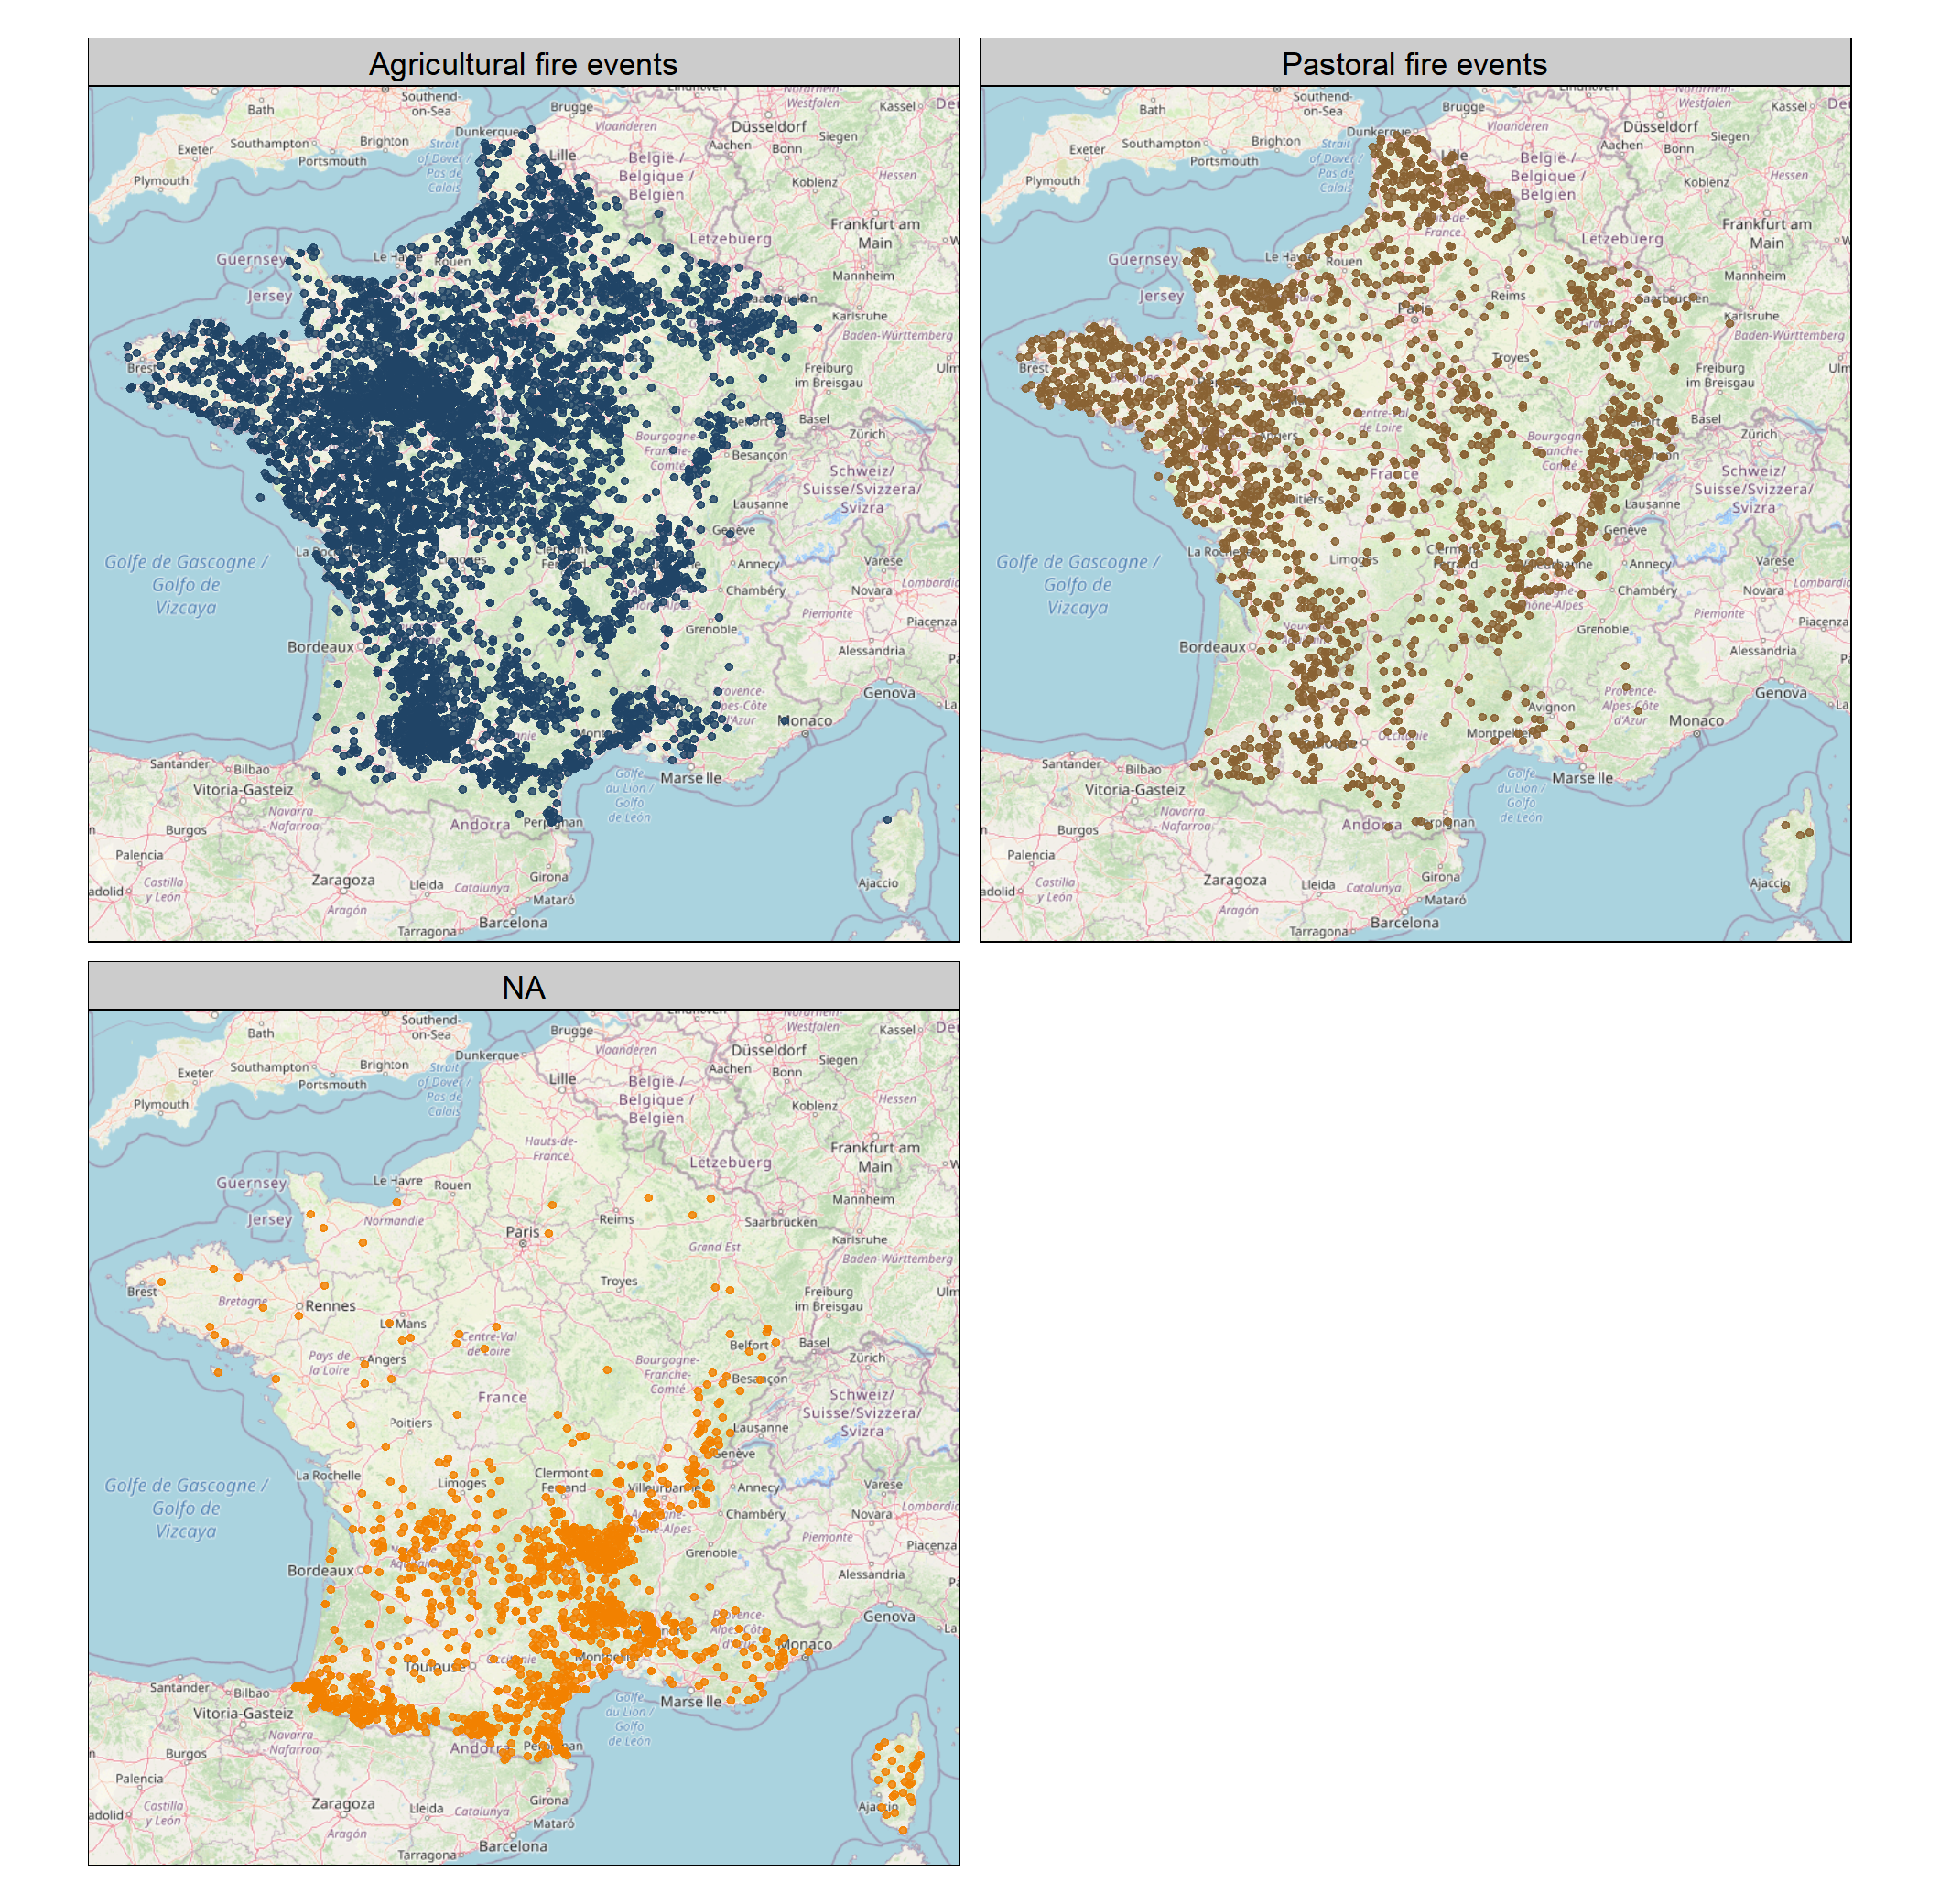 Agricultural fire events
Bath
Southend-
on-Sea
Brugge
Westfalen
Kassel
Exeter
Southampton
Brighton
Portsmouth
Dunkerque
Strait
of Dover /
Pas de
Calais
Vlaanderen
Düsseldorf
Aachen
Bonn
Siegen
Plymouth
Lille
België /
Belgique /
Belgien
Koblenz
Hessen
Frankfurt am
Main
Guernsey
Rouen
Letzebuerg
Mannheim
Jersey
Karlsruhe
Baden-Württemberg
Freiburg
im Breisgau
Ulm
Basel
Zürich
Bourgogne-
Franche-
Comté
Besançon
Schweiz/
Suisse/Svizzera/
Svizra
Lausanne
Genève
Golfe de Gascogne /
Golfo de
Vizcaya
Annecy
Varese
Chambéry
Novara
Piemonte
Grenoble
Piacenza
Bordeaux
Alessandria
Genova
Monaco
Santander
Bilbao
Vitoria-Gasteiz
Marseille
Golfe
du Lion /
Golfo
de León
Navarra
- Nafarroa
Burgos
Andorra
Perpignan
Palencia
Castilla
y León
Zaragoza
Lleida
Catalunya
Girona
Mataró
Ajaccio
Aragón
Barcelona
Tarragona
Pastoral fire events
Bath
Southend-
on-Sea
Brugge
Westfalen
Kassel
Exeter
Southampton
Brighton
Portsmouth
Dunkerque
Strait
of Dover /
Pas de
Calais
Vlaanderen
Düsseldorf
Aachen
Bonn
Siegen
Plymouth
Lille
België /
Belgique /
Belgien
Koblenz
Hessen
Frankfurt am
Main
Guernsey
Le Havre
Rouen
Letzebuerg
Mannheim
Jersey
Paris
Reims
Saarbrücken
Karlsruhe
Baden-Württemberg
Brest
Troyes
Freiburg
im Breisgau
Ulm
Basel
Zürich
France
Schweiz/
Suisse/Svizzera/
Svizra
Lausanne
Genève
Limoges
Golfe de Gascogne /
Golfo de
Vizcaya
Annecy
Varese
Chambéry
Novara
Piemonte
Grenoble
Piacenza
Bordeaux
Alessandria
Provence-
Alpes-Côte
d'Azur
Genova
Avignon
Monaco
Occitanie
Montpellier
Santander
Bilbao
Vitoria-Gasteiz
Marseille
Golfe
du Lion /
Golfo
de León
Navarra
- Nafarroa
Burgos
Andorra
Perpignan
Palencia
Castilla
y León
Zaragoza
Lleida
Catalunya
Girona
Mataró
Ajaccio
Aragón
Barcelona
Tarragona
NA
Bath
Southend-
on-Sea
Brugge
Westfalen
Kassel
Exeter
Southampton
Brighton
Portsmouth
Dunkerque
Strait
of Dover /
Pas de
Calais
Vlaanderen
Düsseldorf
Aachen
Bonn
Siegen
Plymouth
Lille
België /
Belgique /
Belgien
Koblenz
Hessen
Hauts-de-
France
Frankfurt am
Main
Guernsey
Le Havre
Rouen
Letzebuerg
Mannheim
Jersey
Normandie
Paris
Reims
Saarbrücken
Grand Est
Karlsruhe
Baden-Württemberg
Brest
Bretagne
Rennes
Troyes
Freiburg
im Breisgau
Ulm
Le Mans
Centre-Val
de Loire
Belfort
Basel
Zürich
Pays de
la Loire
Angers
Bourgogne-
Franche-
Comté
Besançon
France
Schweiz/
Suisse/Svizzera/
Svizra
Poitiers
Lausanne
Genève
La Rochelle
Limoges
Clermont-
Ferrand
Villeurbanne
Annecy
Varese
Golfe de Gascogne /
Golfo de
Vizcaya
Chambéry
Novara
Piemonte
Grenoble
Piacenza
Bordeaux
Alessandria
Provence-
Alpes-Côte
d'Azur
Genova
Monaco
Toulouse
Occitanie
Montpellier
Santander
Bilbao
Vitoria-Gasteiz
Marseille
Golfe
du Lion /
Golfo
de León
Navarra
- Nafarroa
Burgos
Andorra
Perpignan
Palencia
Castilla
y León
Zaragoza
Lleida
Catalunya
Girona
Mataró
Ajaccio
Aragón
Barcelona
Tarragona